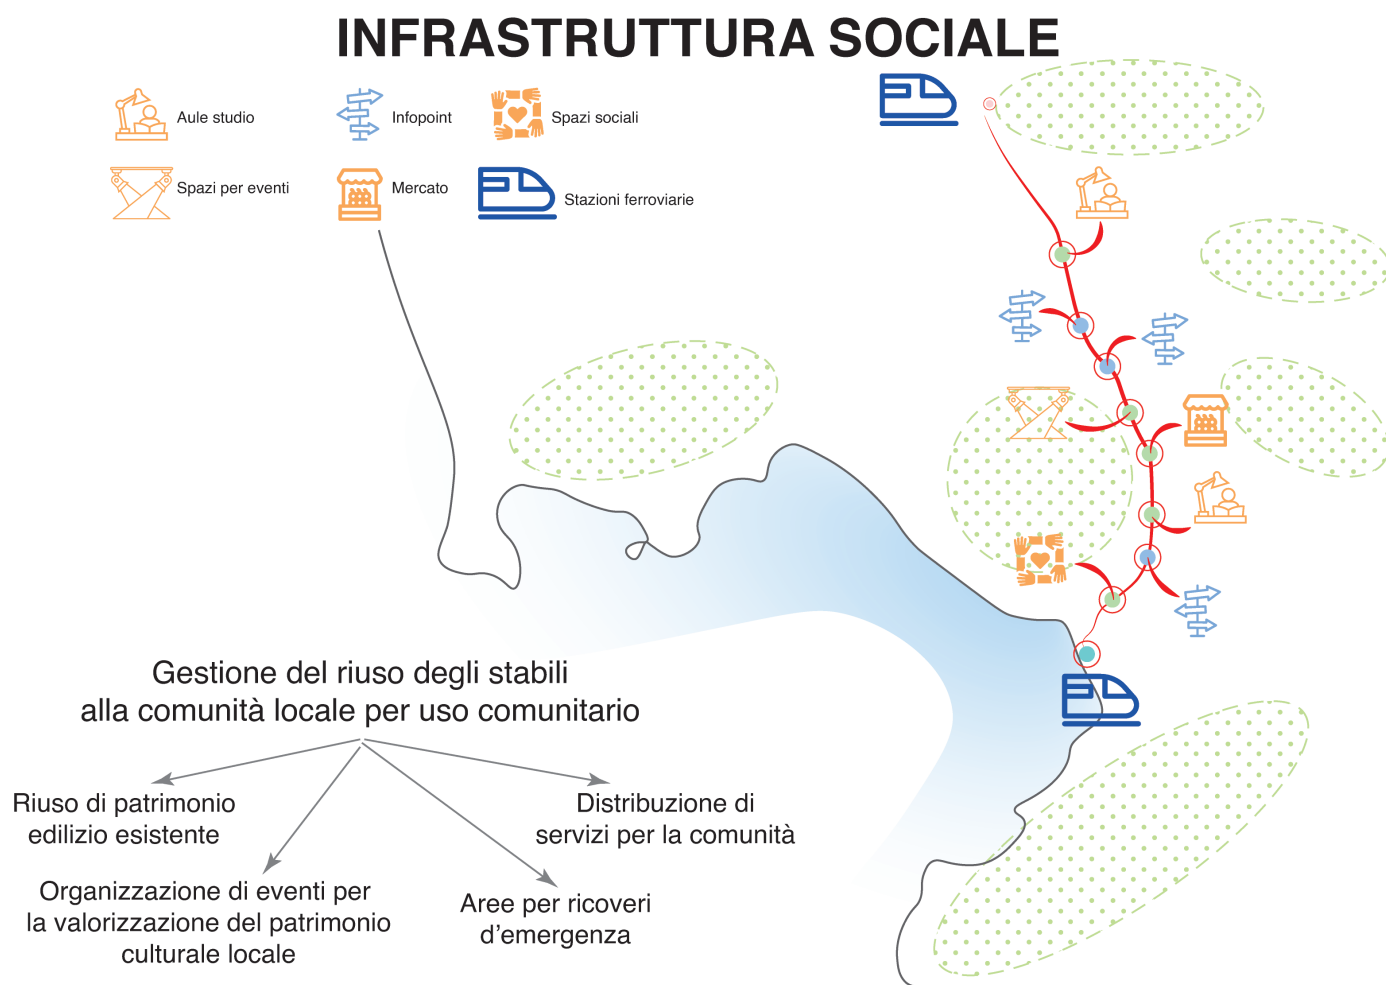 INFRASTRUTTURA SOCIALE
Aule studio
Infopoint
Spazi sociali
Spazi per eventi
Mercato
Stazioni ferroviarie
Gestione del riuso degli stabili
alla comunità locale per uso comunitario
Riuso di patrimonio
edilizio esistente
Distribuzione di
servizi per la comunità
Organizzazione di eventi per
la valorizzazione del patrimonio
culturale locale
Aree per ricoveri
d’emergenza